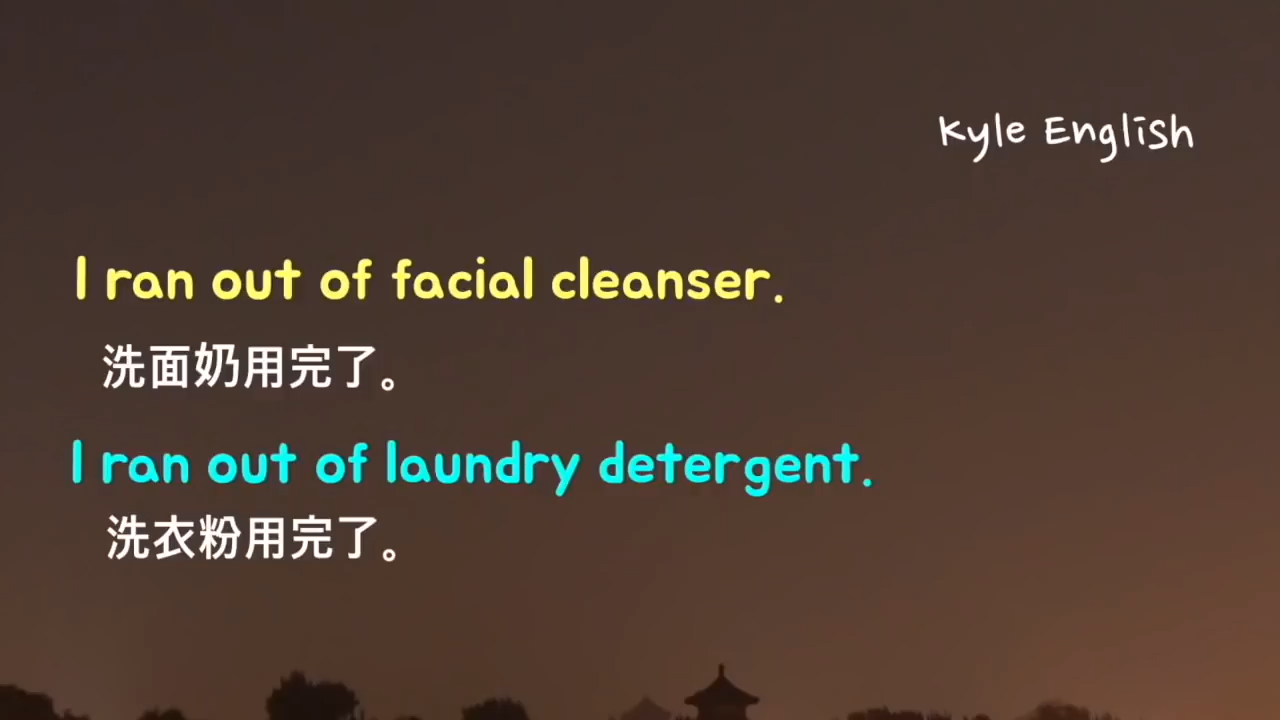 Kyle English
I ran out of facial cleanser.
洗面奶用完了。
I ran out of laundry detergent.
洗衣粉用完了。